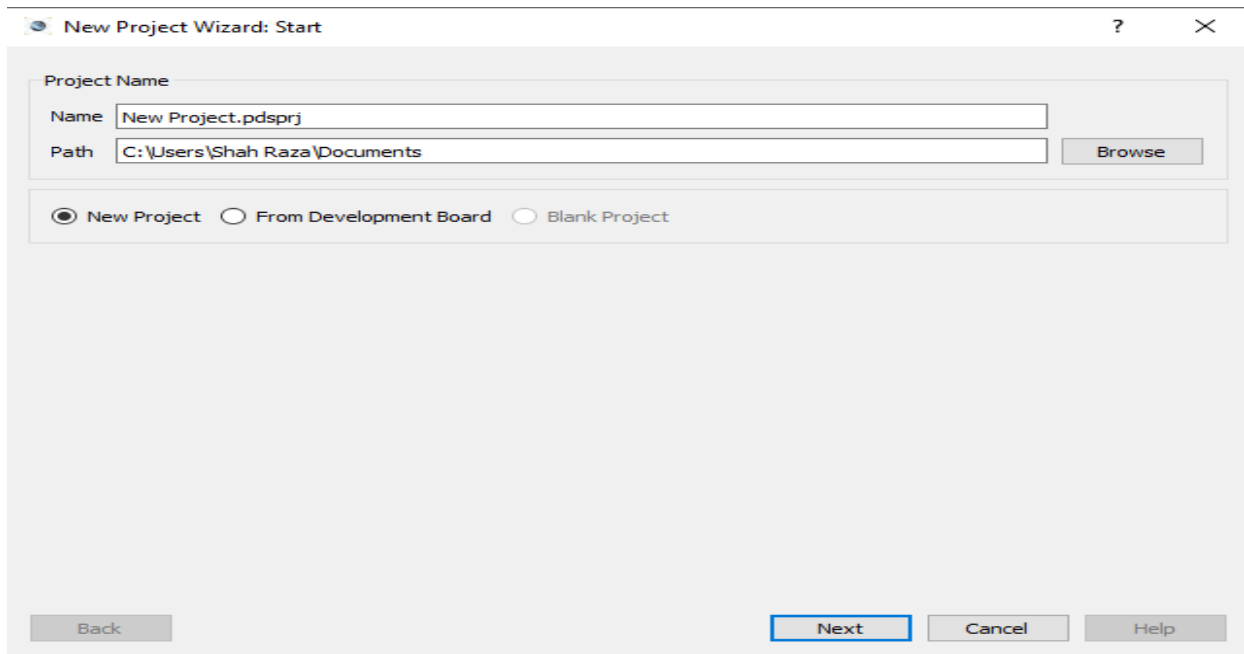 New Project Wizard: Start ? ✕
Project Name
Name New Project.pdsprj
Path C:\Users\Shah Raza\Documents Browse
New Project From Development Board Blank Project
Back Next Cancel Help